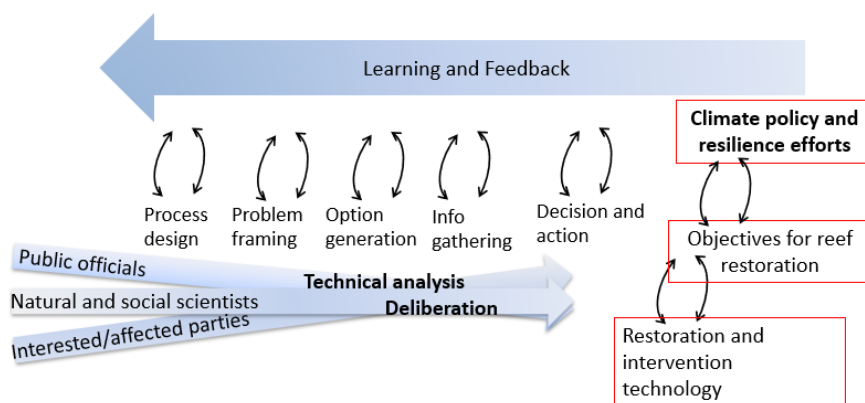 Learning and Feedback
Climate policy and
resilience efforts
Process
design
Problem
framing
Option
generation
Info
gathering
Decision and
action
Objectives for reef
restoration
Public officials
Natural and social scientists
Interested/affected parties
Technical analysis
Deliberation
Restoration and
intervention
technology